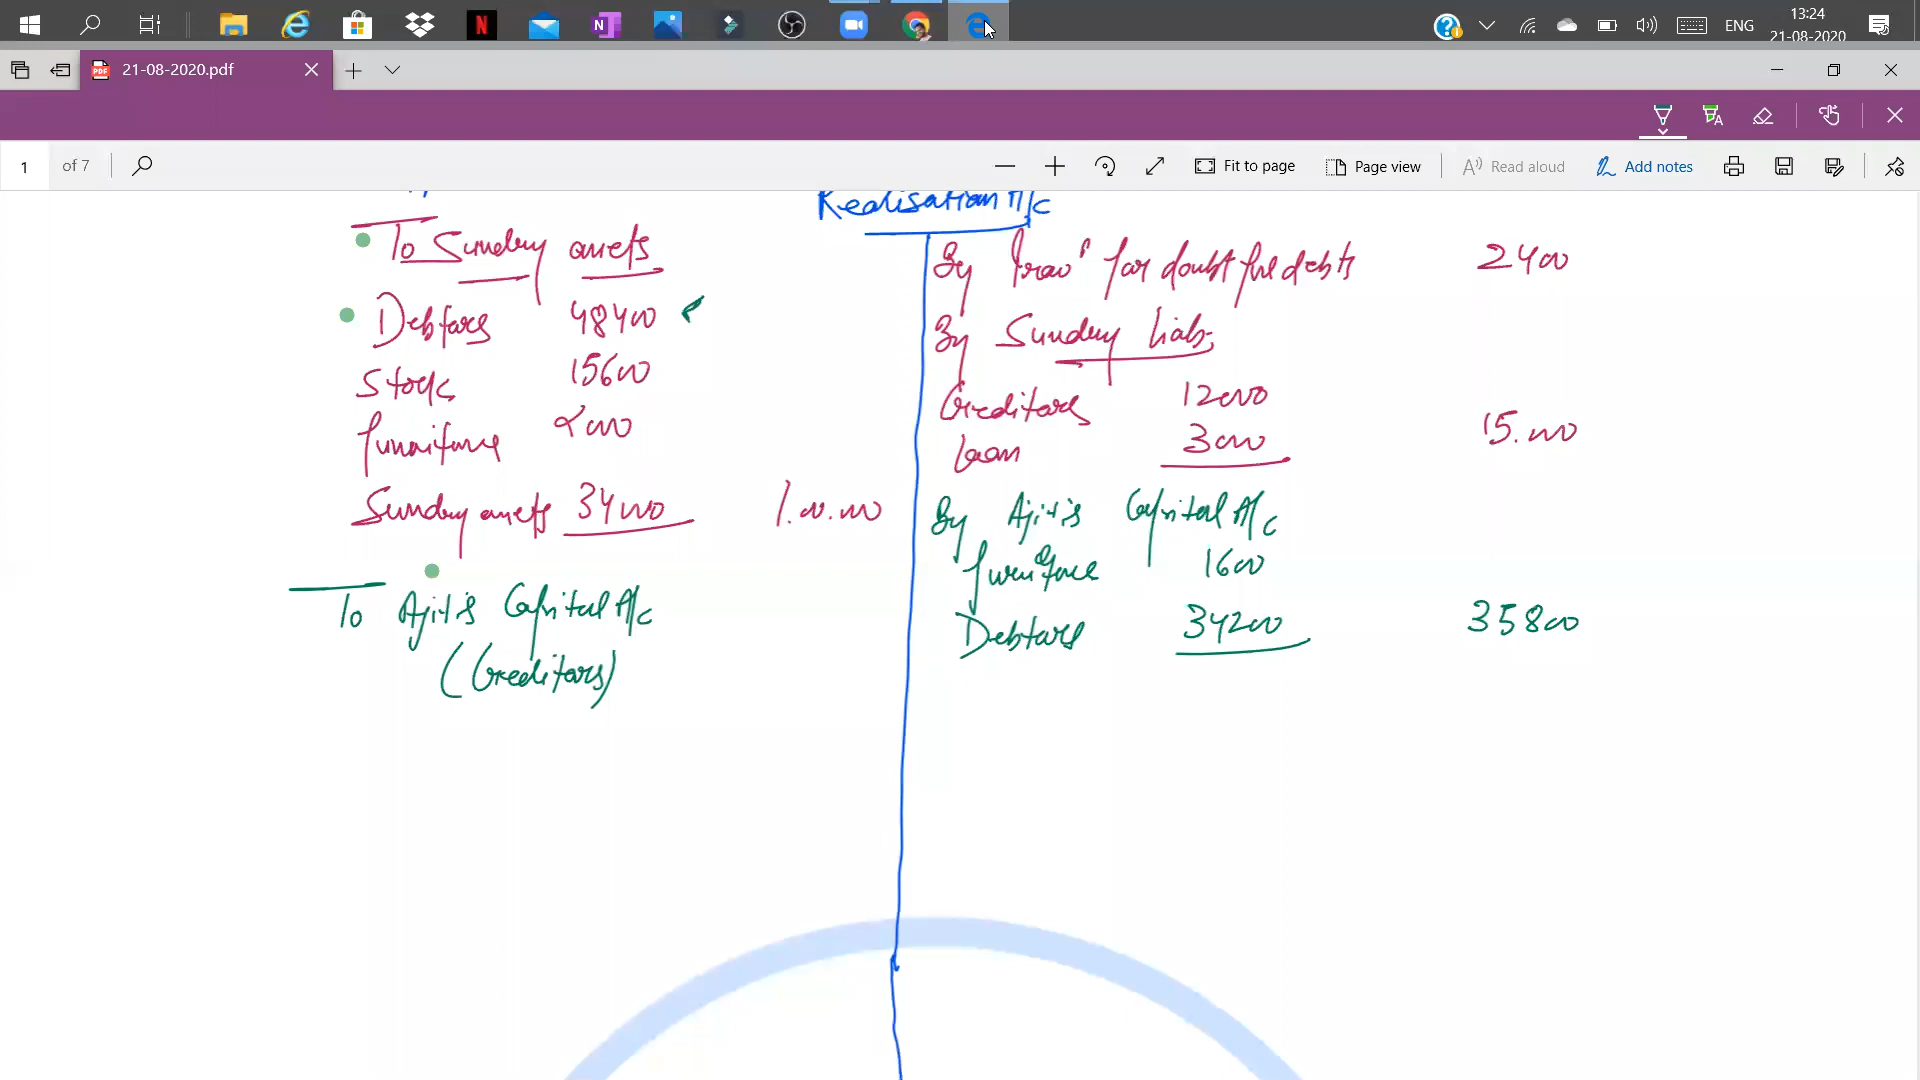 13:24
ENG
21-08-2020
21-08-2020.pdf
1 of 7
Fit to page
Page view
Read aloud
Add notes
Realisation A/c
To Sundry assets
Debtors 48400
Stock 15600
furniture 2000
Sundry assets 34000 1.00.000
To Ajit's Capital A/c
(Creditors)
By Prov" for doubtful debts 2400
By Sundry Liabs.
Creditors 12000
Loan 3000 15.000
By Ajit's Capital A/c
furniture 1600
Debtors 34200 35800